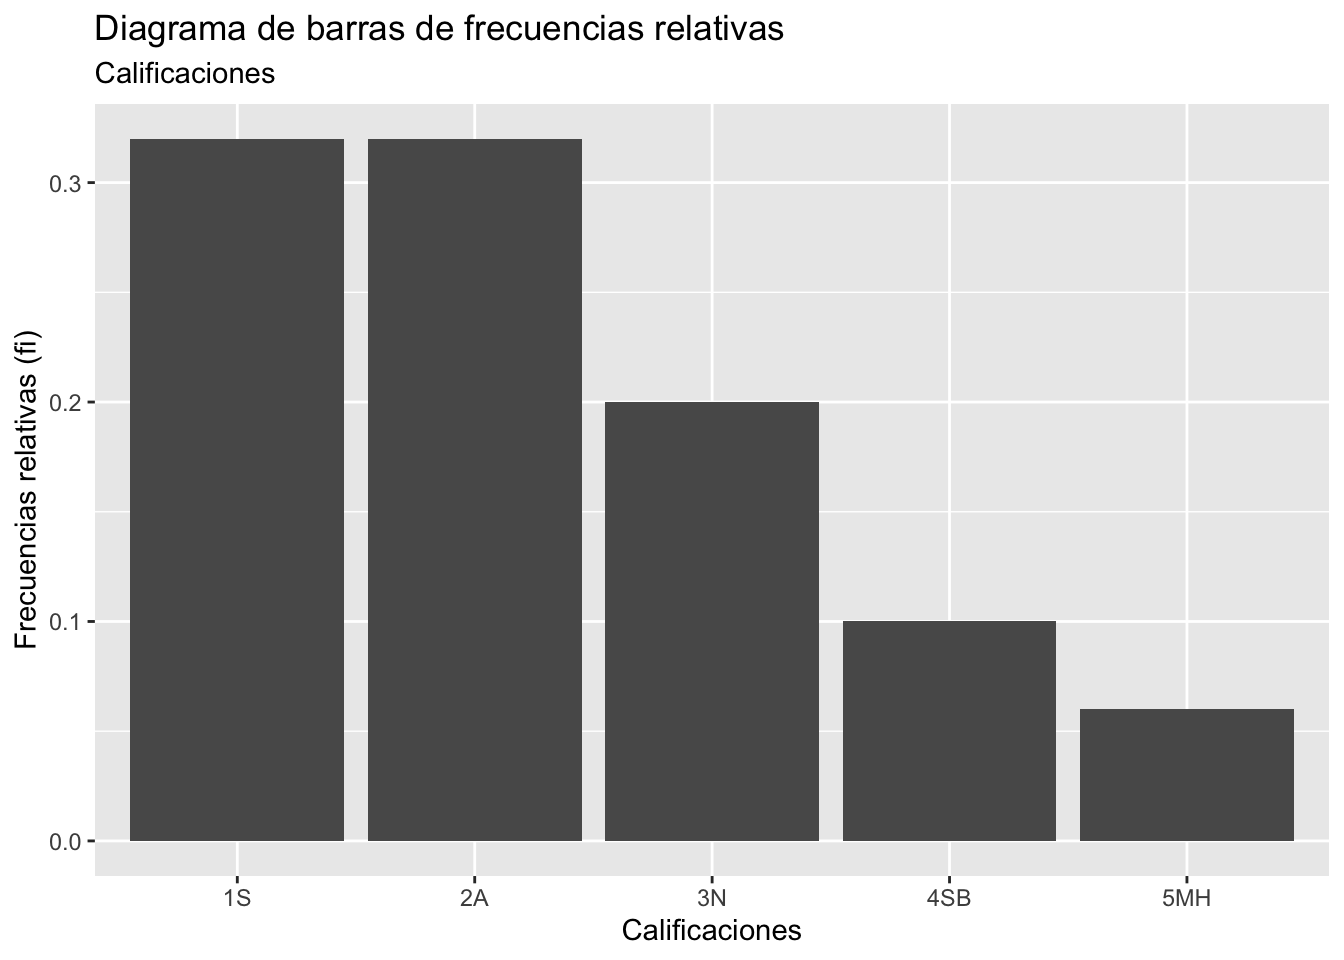 Diagrama de barras de frecuencias relativas
Calificaciones
Frecuencias relativas (fi)
0.3
0.2
0.1
0.0
1S
2A
3N
4SB
5MH
Calificaciones